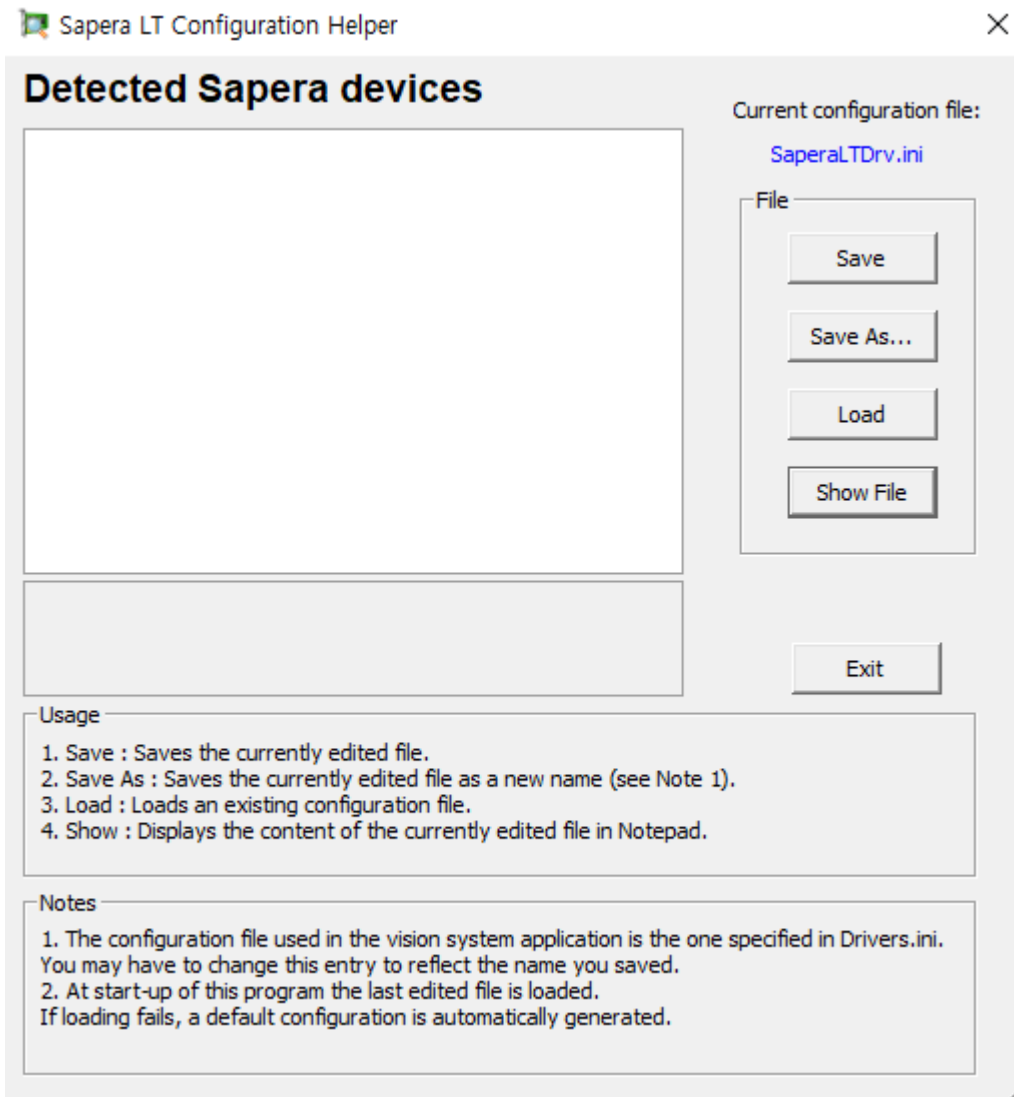 Sapera LT Configuration Helper
Detected Sapera devices
Current configuration file:
SaperaLTDrv.ini
File
Save
Save As...
Load
Show File
Exit
Usage
1. Save : Saves the currently edited file.
2. Save As : Saves the currently edited file as a new name (see Note 1).
3. Load : Loads an existing configuration file.
4. Show : Displays the content of the currently edited file in Notepad.
Notes
1. The configuration file used in the vision system application is the one specified in Drivers.ini.
You may have to change this entry to reflect the name you saved.
2. At start-up of this program the last edited file is loaded.
If loading fails, a default configuration is automatically generated.